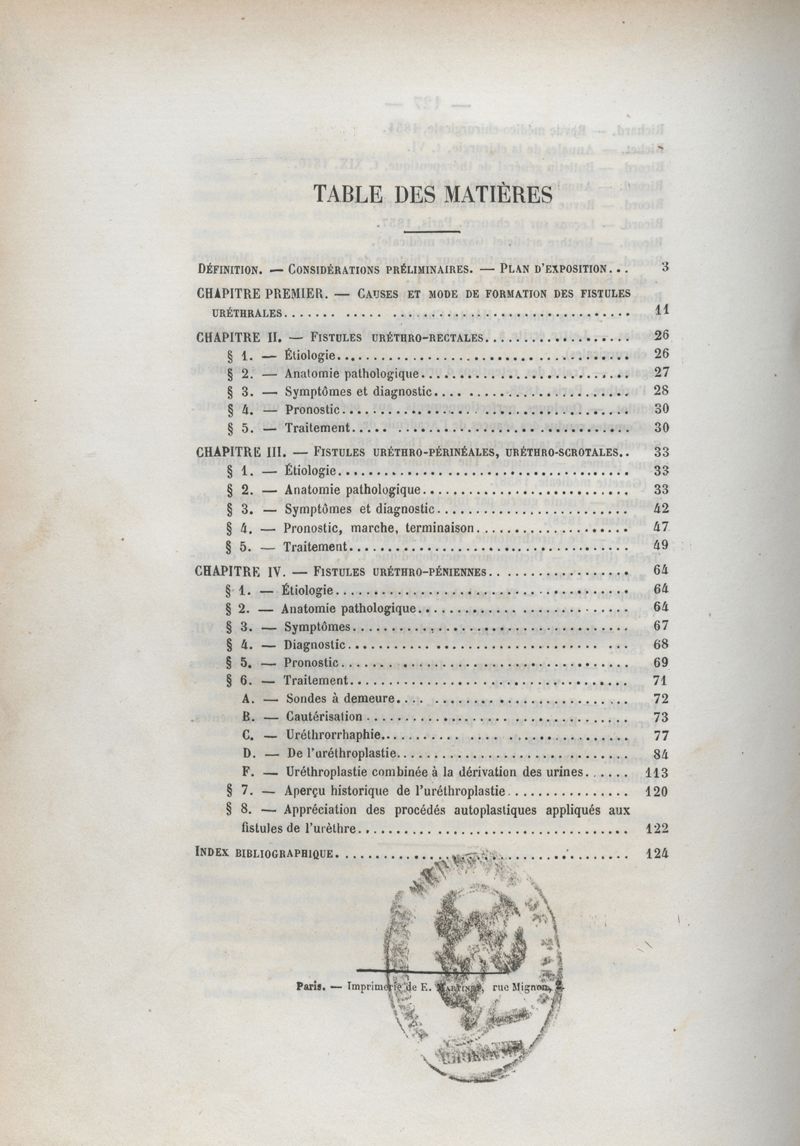 TABLE DES MATIÈRES
DÉFINITION. — CONSIDÉRATIONS PRÉLIMINAIRES. — PLAN D'EXPOSITION... 3
CHAPITRE PREMIER. — CAUSES ET MODE DE FORMATION DES FISTULES
URÉTHRALES........ 11
CHAPITRE II. — FISTULES URÉTHRO-RECTALES........ 26
§ 1. — Étiologie........ 26
§ 2. — Anatomie pathologique........ 27
§ 3. — Symptômes et diagnostic........ 28
§ 4. — Pronostic........ 30
§ 5. — Traitement........ 30
CHAPITRE III. — FISTULES URÉTHRO-PÉRINÉALES, URÉTHRO-SCROTALES.. 33
§ 1. — Étiologie........ 33
§ 2. — Anatomie pathologique........ 33
§ 3. — Symptômes et diagnostic........ 42
§ 4. — Pronostic, marche, terminaison........ 47
§ 5. — Traitement........ 49
CHAPITRE IV. — FISTULES URÉTHRO-PÉNIENNES........ 64
§ 1. — Étiologie........ 64
§ 2. — Anatomie pathologique........ 64
§ 3. — Symptômes........ 67
§ 4. — Diagnostic........ 68
§ 5. — Pronostic........ 69
§ 6. — Traitement........ 71
A. — Sondes à demeure........ 72
B. — Cautérisation........ 73
C. — Uréthrorrhaphie........ 77
D. — De l'uréthroplastie........ 84
F. — Uréthroplastie combinée à la dérivation des urines....... 113
§ 7. — Aperçu historique de l'uréthroplastie........ 120
§ 8. — Appréciation des procédés autoplastiques appliqués aux
fistules de l'urèthre........ 122
INDEX BIBLIOGRAPHIQUE........ 124
Paris. — Imprimerie de E. MARTINET, rue Mignon, 2.